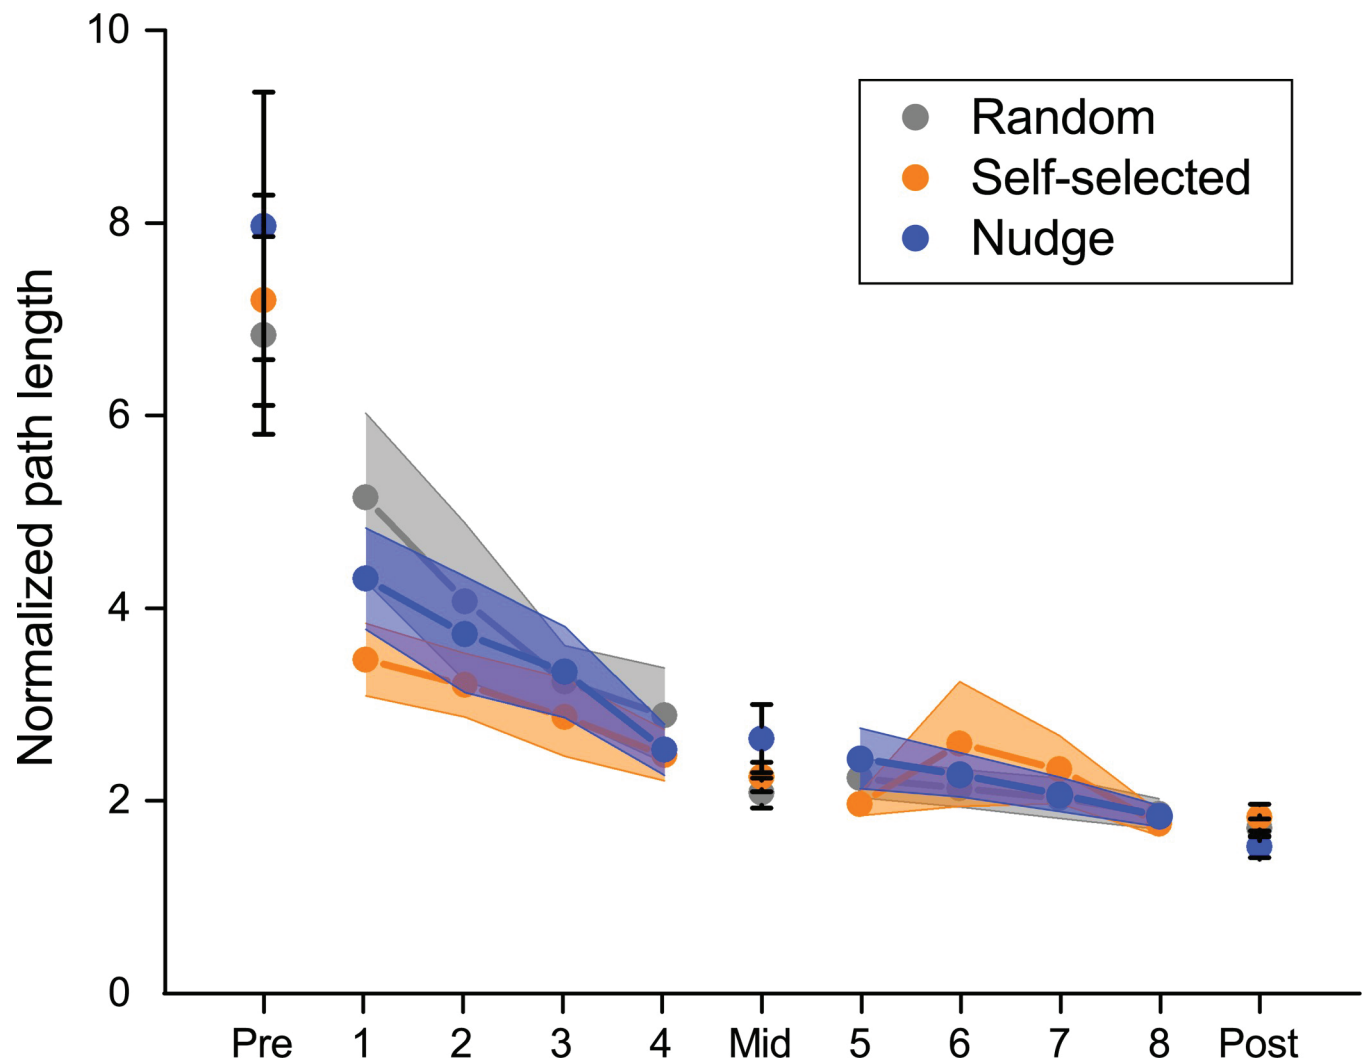 Normalized path length
10
8
6
4
2
0
Random
Self-selected
Nudge
Pre 1 2 3 4 Mid 5 6 7 8 Post